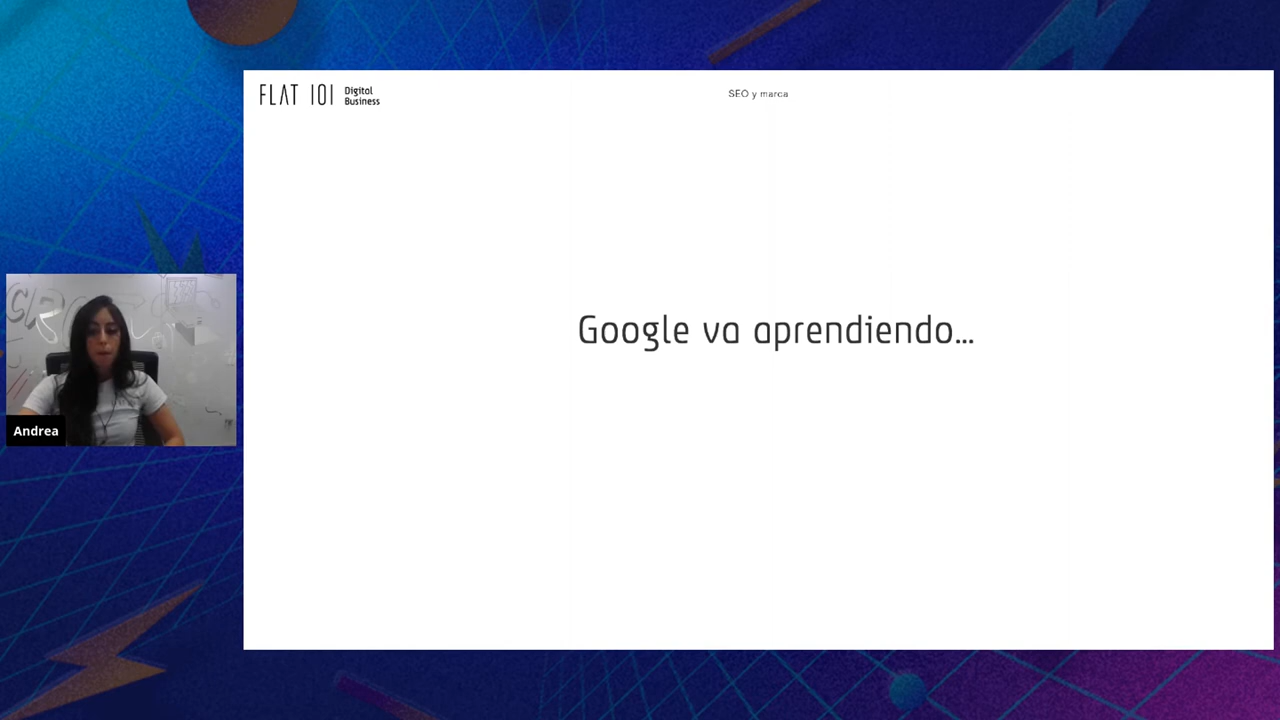 FLAT 101 Digital
Business
SEO y marca
Google va aprendiendo...
Andrea